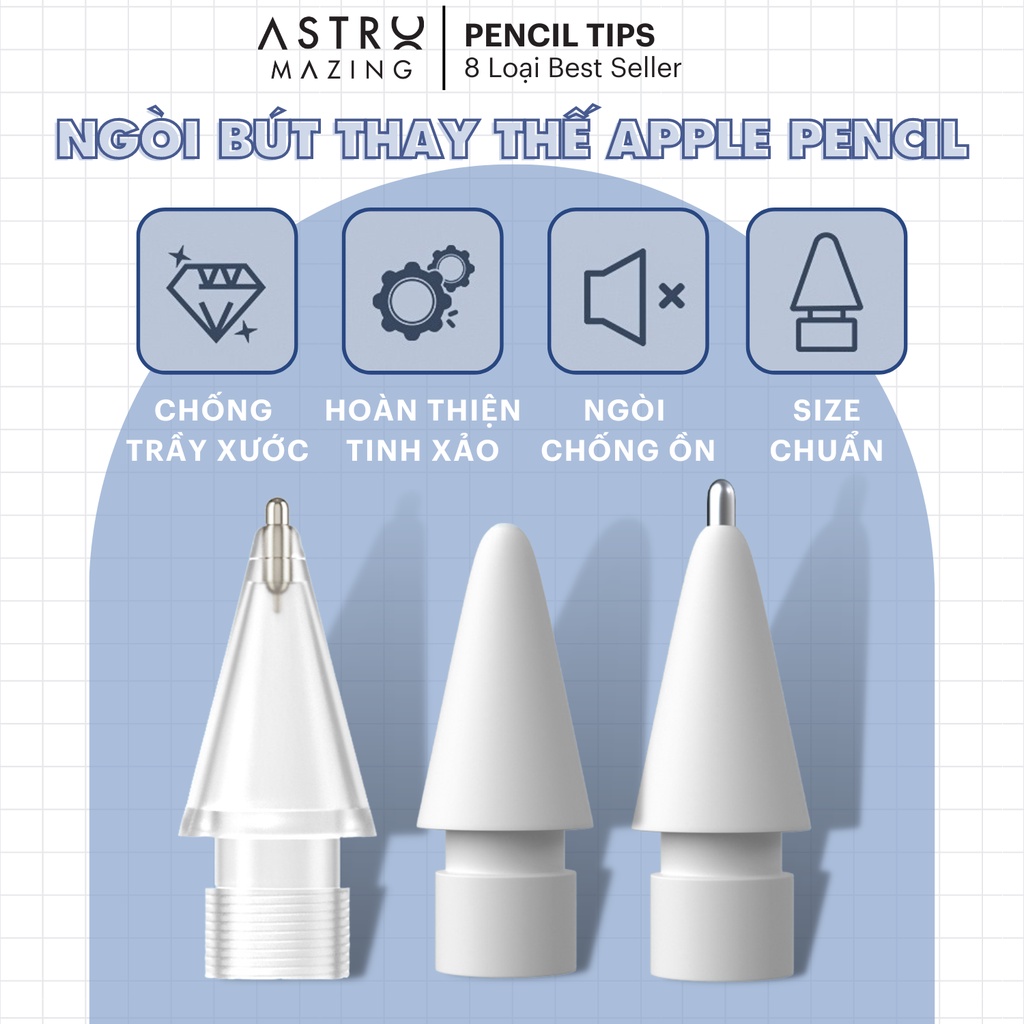 ASTRO
MAZING
PENCIL TIPS
8 Loại Best Seller
NGÒI BÚT THAY THẾ APPLE PENCIL
CHỐNG
TRẦY XƯỚC
HOÀN THIỆN
TINH XẢO
NGÒI
CHỐNG ỒN
SIZE
CHUẨN